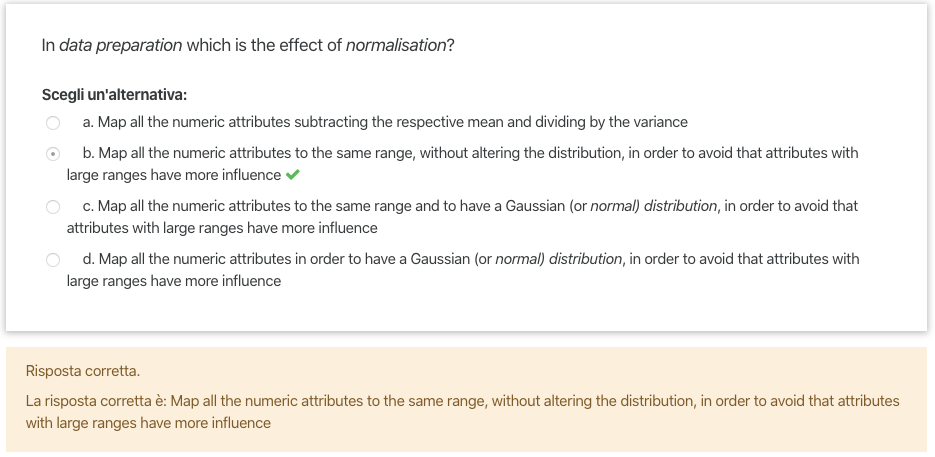 In data preparation which is the effect of normalisation?
Scegli un'alternativa:
a. Map all the numeric attributes subtracting the respective mean and dividing by the variance
b. Map all the numeric attributes to the same range, without altering the distribution, in order to avoid that attributes with
large ranges have more influence
c. Map all the numeric attributes to the same range and to have a Gaussian (or normal) distribution, in order to avoid that
attributes with large ranges have more influence
d. Map all the numeric attributes in order to have a Gaussian (or normal) distribution, in order to avoid that attributes with
large ranges have more influence
Risposta corretta.
La risposta corretta è: Map all the numeric attributes to the same range, without altering the distribution, in order to avoid that attributes
with large ranges have more influence